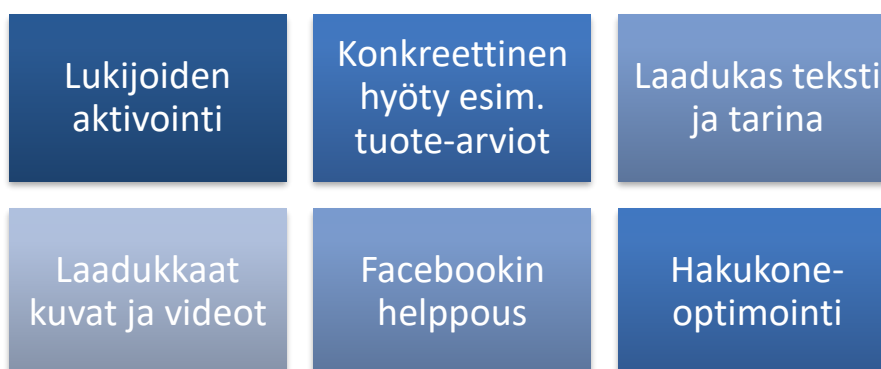 Lukijoiden
aktivointi
Konkreettinen
hyöty esim.
tuote-arviot
Laadukas teksti
ja tarina
Laadukkaat
kuvat ja videot
Facebookin
helppous
Hakukone-
optimointi